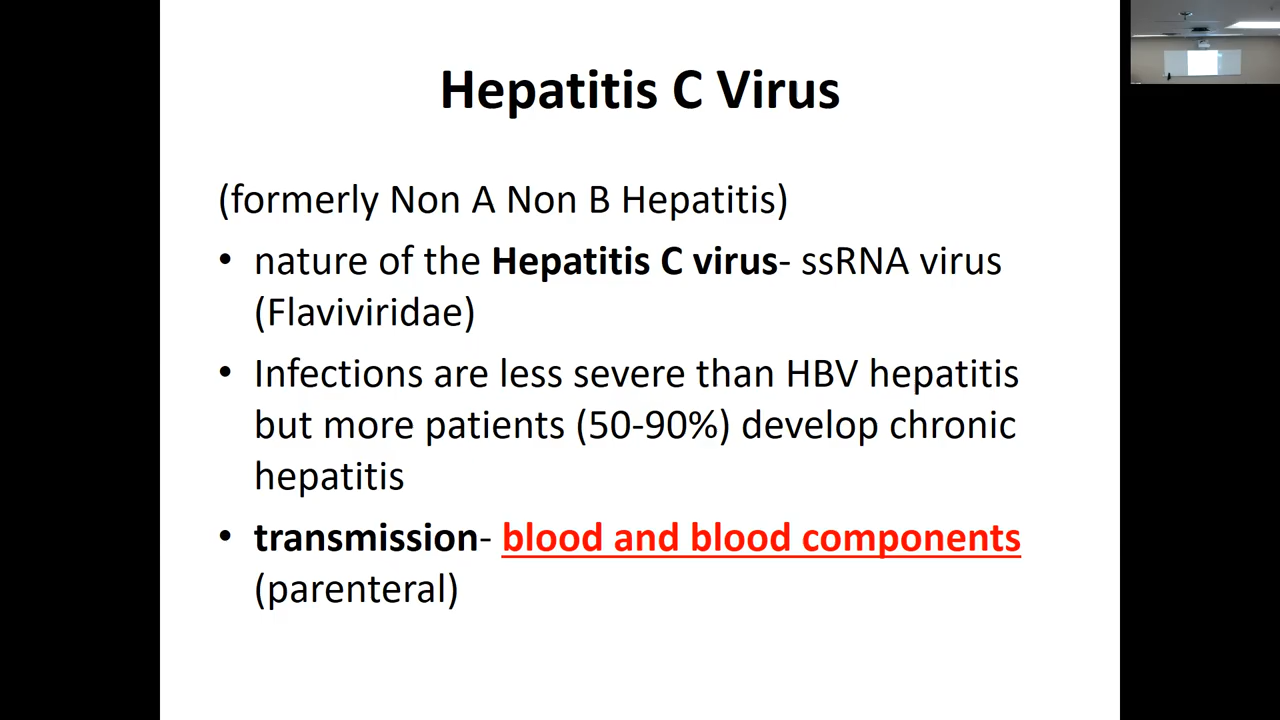 Hepatitis C Virus
(formerly Non A Non B Hepatitis)
• nature of the Hepatitis C virus- ssRNA virus
(Flaviviridae)
• Infections are less severe than HBV hepatitis
but more patients (50-90%) develop chronic
hepatitis
• transmission- blood and blood components
(parenteral)